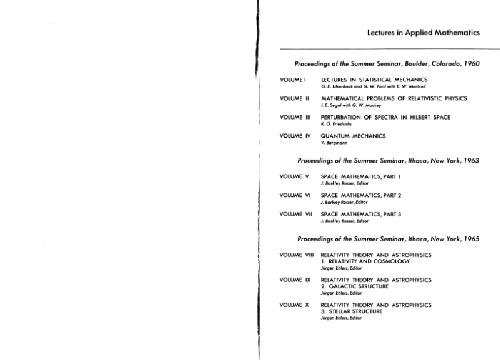 Lectures in Applied Mathematics
Proceedings of the Summer Seminar, Boulder, Colorado, 1960
VOLUME I LECTURES IN STATISTICAL MECHANICS
G. E. Uhlenbeck and G. W. Ford with E. W. Montroll
VOLUME II MATHEMATICAL PROBLEMS OF RELATIVISTIC PHYSICS
I. E. Segal with G. W. Mackey
VOLUME III PERTURBATION OF SPECTRA IN HILBERT SPACE
K. O. Friedrichs
VOLUME IV QUANTUM MECHANICS
V. Bargmann
Proceedings of the Summer Seminar, Ithaca, New York, 1963
VOLUME V SPACE MATHEMATICS, PART 1
J. Barkley Rosser, Editor
VOLUME VI SPACE MATHEMATICS, PART 2
J. Barkley Rosser, Editor
VOLUME VII SPACE MATHEMATICS, PART 3
J. Barkley Rosser, Editor
Proceedings of the Summer Seminar, Ithaca, New York, 1965
VOLUME VIII RELATIVITY THEORY AND ASTROPHYSICS
1. RELATIVITY AND COSMOLOGY
Jürgen Ehlers, Editor
VOLUME IX RELATIVITY THEORY AND ASTROPHYSICS
2. GALACTIC STRUCTURE
Jürgen Ehlers, Editor
VOLUME X RELATIVITY THEORY AND ASTROPHYSICS
3. STELLAR STRUCTURE
Jürgen Ehlers, Editor